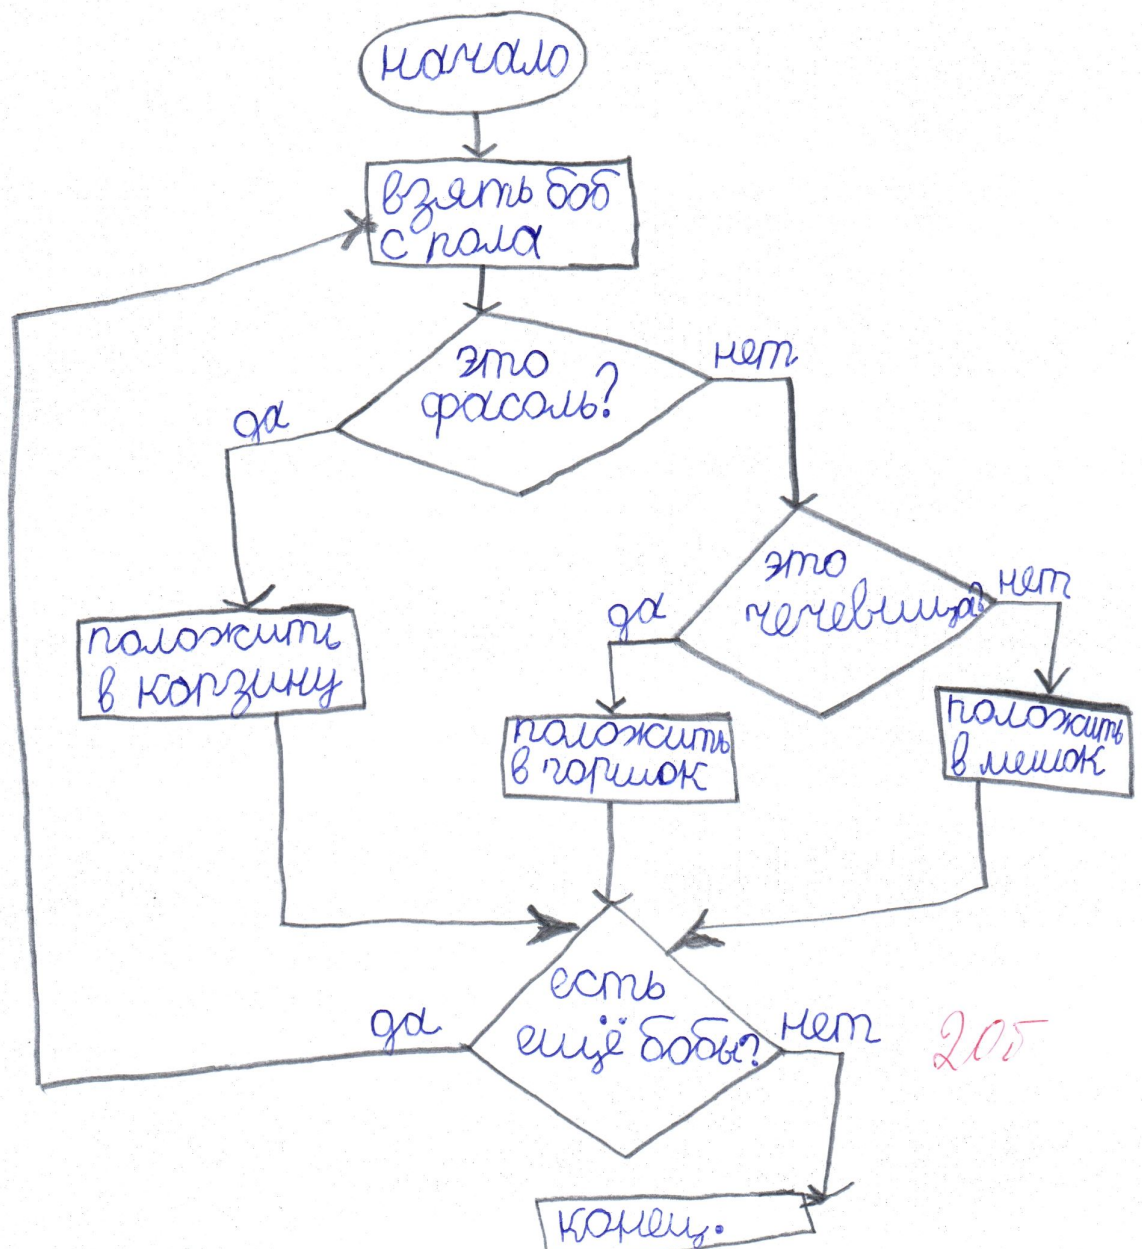 начало
взять боб
с пола
это
фасоль?
нет
да
это
чечевица?
нет
да
положить
в корзину
положить
в горшок
положить
в мешок
есть
ещё бобы?
да
нет
20б
конец.